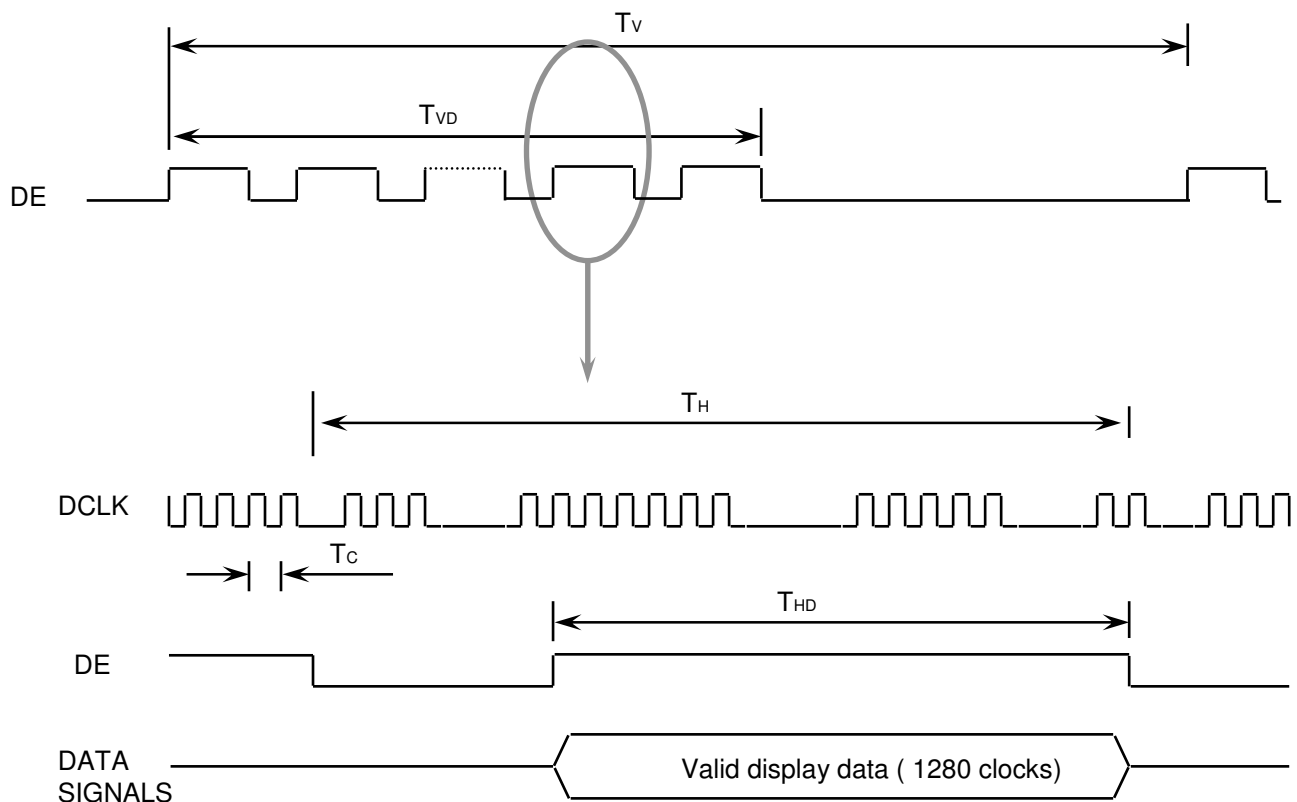 TV
TVD
DE
TH
DCLK
TC
THD
DE
DATA
SIGNALS
Valid display data ( 1280 clocks)